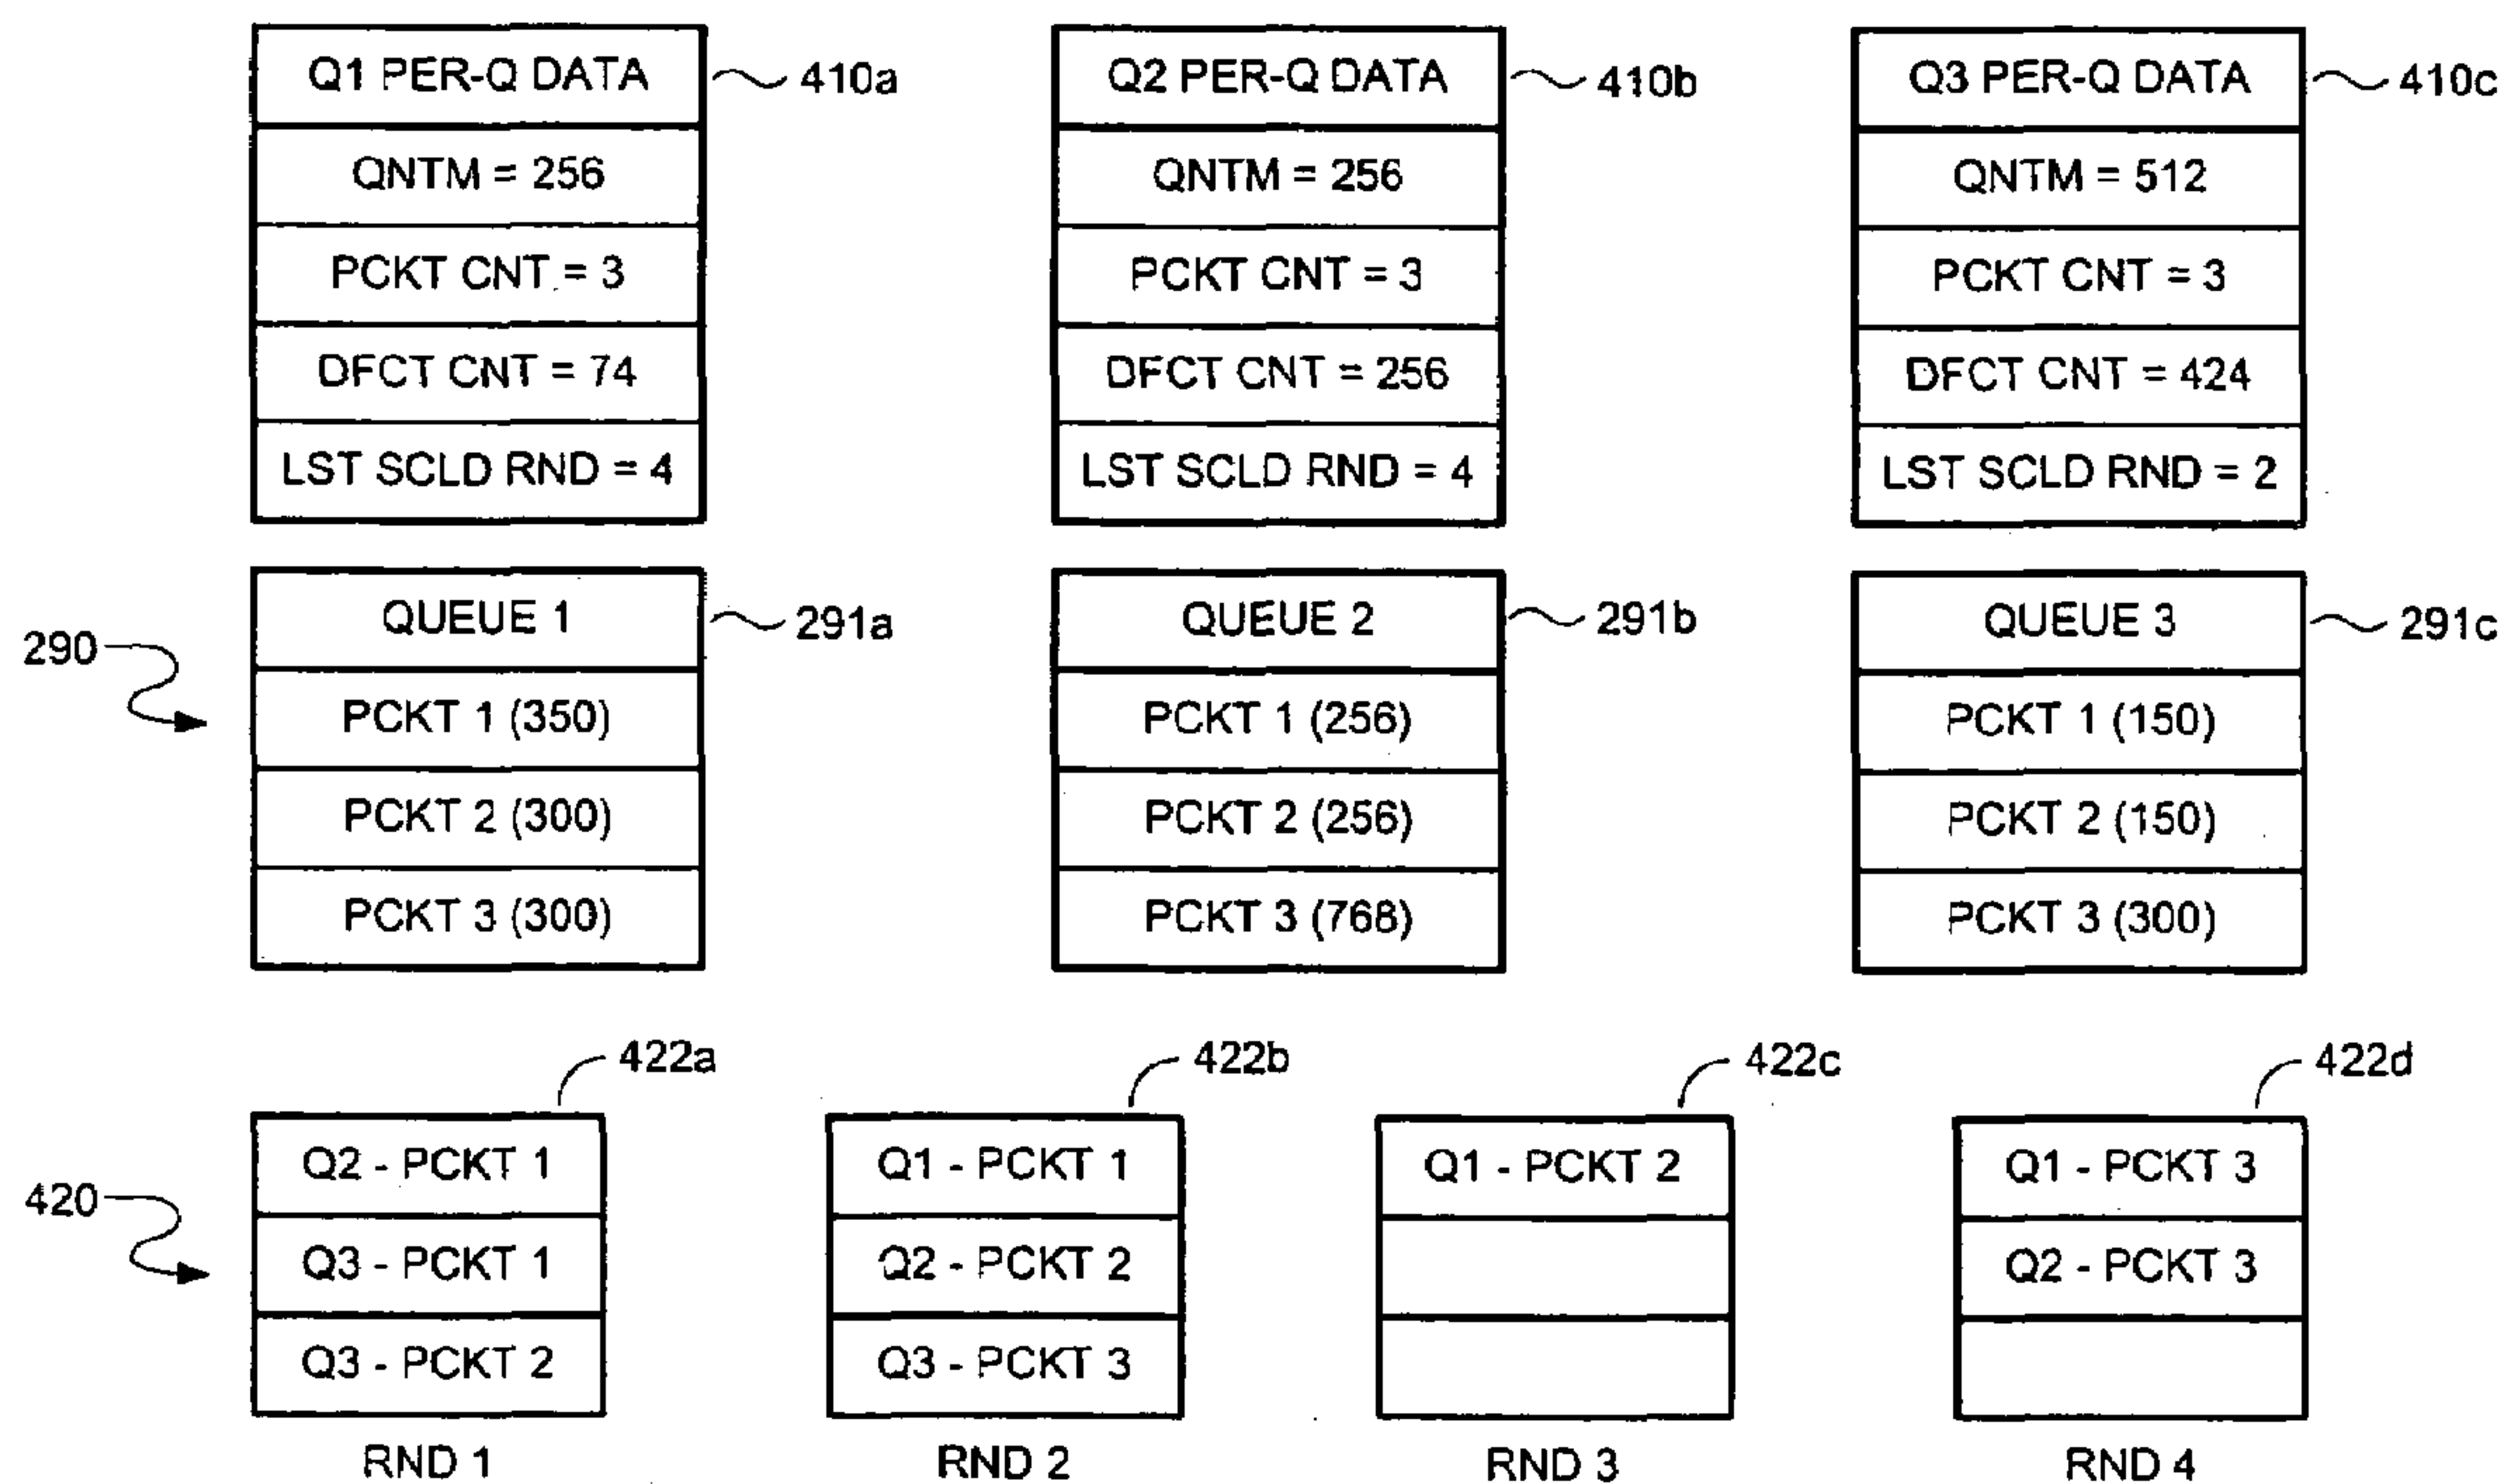 Q1 PER-Q DATA
410a
QNTM = 256
PCKT CNT = 3
DFCT CNT = 74
LST SCLD RND = 4
Q2 PER-Q DATA
410b
QNTM = 256
PCKT CNT = 3
DFCT CNT = 256
LST SCLD RND = 4
Q3 PER-Q DATA
410c
QNTM = 512
PCKT CNT = 3
DFCT CNT = 424
LST SCLD RND = 2
290
QUEUE 1
291a
PCKT 1 (350)
PCKT 2 (300)
PCKT 3 (300)
QUEUE 2
291b
PCKT 1 (256)
PCKT 2 (256)
PCKT 3 (768)
QUEUE 3
291c
PCKT 1 (150)
PCKT 2 (150)
PCKT 3 (300)
420
422a
Q2 - PCKT 1
Q3 - PCKT 1
Q3 - PCKT 2
RND 1
422b
Q1 - PCKT 1
Q2 - PCKT 2
Q3 - PCKT 3
RND 2
422c
Q1 - PCKT 2
RND 3
422d
Q1 - PCKT 3
Q2 - PCKT 3
RND 4